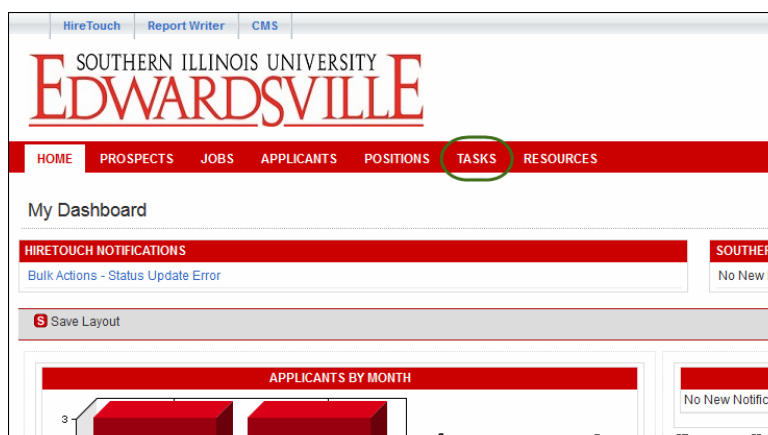 HireTouch Report Writer CMS
SOUTHERN ILLINOIS UNIVERSITY
EDWARDSVILLE
HOME PROSPECTS JOBS APPLICANTS POSITIONS TASKS RESOURCES
My Dashboard
HIRETOUCH NOTIFICATIONS
Bulk Actions - Status Update Error
SOUTHER
No New
S Save Layout
APPLICANTS BY MONTH
3
No New Notific